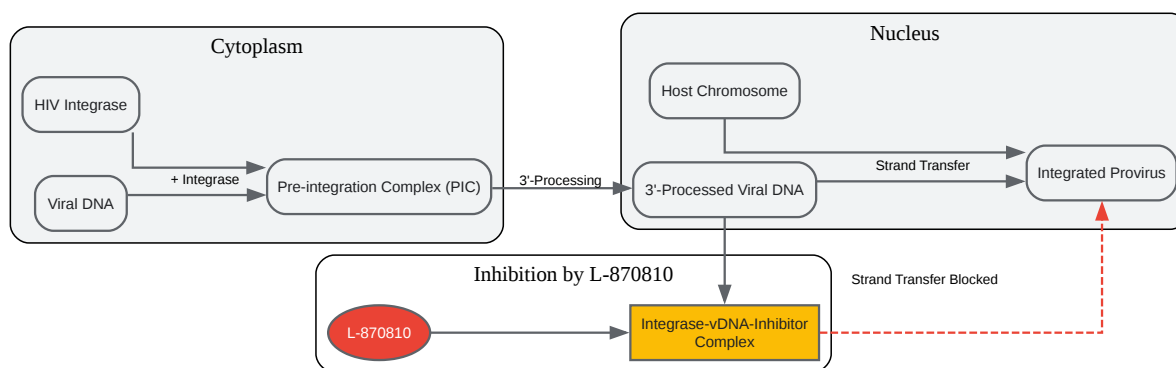 Cytoplasm
HIV Integrase
+ Integrase
Viral DNA
Pre-integration Complex (PIC)
3'-Processing
Nucleus
Host Chromosome
Strand Transfer
3'-Processed Viral DNA
Integrated Provirus
Inhibition by L-870810
L-870810
Integrase-vDNA-Inhibitor
Complex
Strand Transfer Blocked